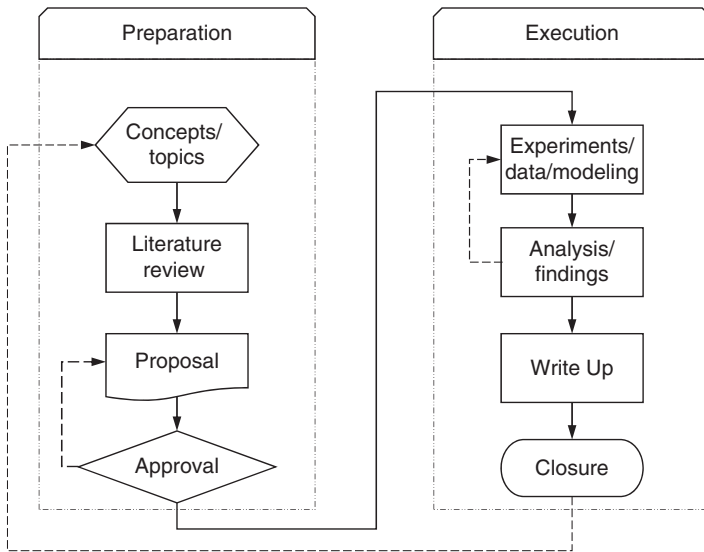 Preparation
Concepts/
topics
Literature
review
Proposal
Approval
Execution
Experiments/
data/modeling
Analysis/
findings
Write Up
Closure